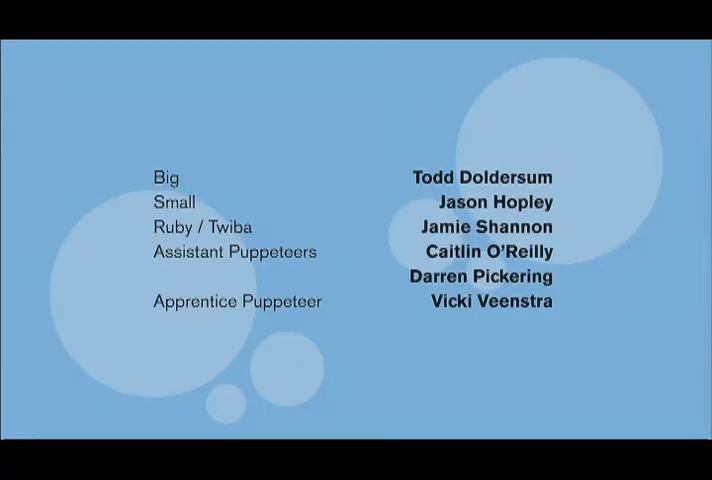 Big Todd Doldersum
Small Jason Hopley
Ruby / Twiba Jamie Shannon
Assistant Puppeteers Caitlin O'Reilly
Darren Pickering
Apprentice Puppeteer Vicki Veenstra